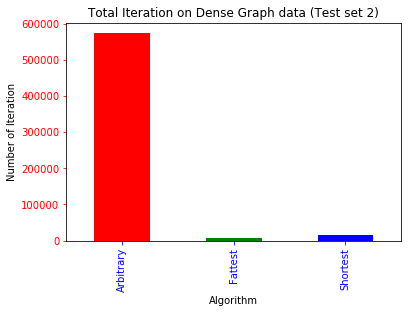 Total Iteration on Dense Graph data (Test set 2)
600000
500000
400000
300000
200000
100000
0
Number of Iteration
Arbitrary
Fattest
Shortest
Algorithm